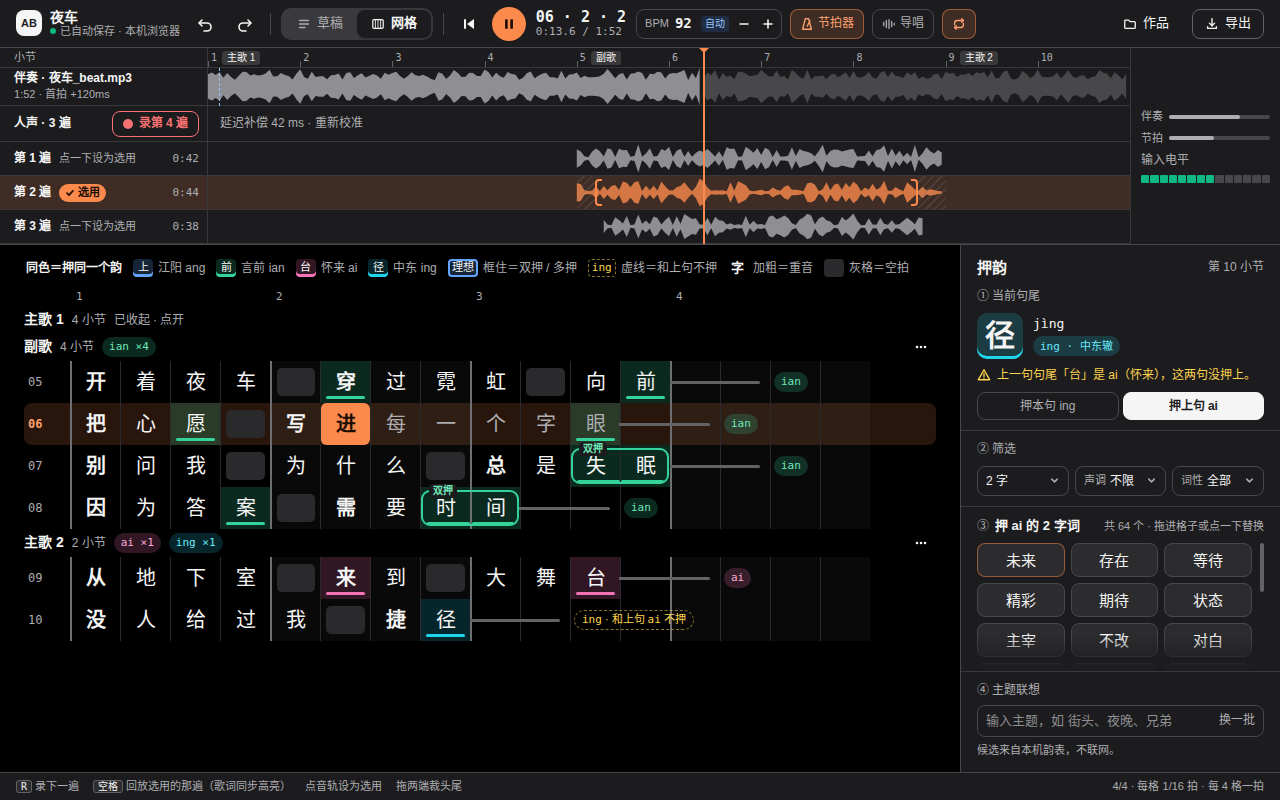 AB 夜车 已自动保存 · 本机浏览器 草稿 网格 06 · 2 · 2 0:13.6 / 1:52 BPM 92 自动 节拍器 导唱 作品 导出
小节 1 主歌 1 2 3 4 5 副歌 6 7 8 9 主歌 2 10
伴奏 · 夜车_beat.mp3
1:52 · 首拍 +120ms
伴奏
人声 · 3 遍 录第 4 遍 延迟补偿 42 ms · 重新校准
节拍
第 1 遍 点一下设为选用 0:42
输入电平
第 2 遍 选用 0:44
第 3 遍 点一下设为选用 0:38
同色=押同一个韵 上 江阳 ang 前 言前 ian 台 怀来 ai 径 中东 ing 理想 框住=双押 / 多押 ing 虚线=和上句不押 字 加粗=重音 灰格=空拍
1 2 3 4
主歌 1 4 小节 已收起 · 点开
副歌 4 小节 ian ×4
05 开 着 夜 车 穿 过 霓 虹 向 前 ian
06 把 心 愿 写 进 每 一 个 字 眼 ian
双押
07 别 问 我 为 什 么 总 是 失 眠 ian
双押
08 因 为 答 案 需 要 时 间 ian
主歌 2 2 小节 ai ×1 ing ×1
09 从 地 下 室 来 到 大 舞 台 ai
10 没 人 给 过 我 捷 径 ing · 和上句 ai 不押
押韵 第 10 小节
① 当前句尾
径 jìng
ing · 中东辙
上一句句尾「台」是 ai（怀来），这两句没押上。
押本句 ing 押上句 ai
② 筛选
2 字 声调 不限 词性 全部
③ 押 ai 的 2 字词 共 64 个 · 拖进格子或点一下替换
未来 存在 等待
精彩 期待 状态
主宰 不改 对白
④ 主题联想
输入主题，如 街头、夜晚、兄弟 换一批
候选来自本机韵表，不联网。
R 录下一遍 空格 回放选用的那遍（歌词同步高亮） 点音轨设为选用 拖两端裁头尾 4/4 · 每格 1/16 拍 · 每 4 格一拍